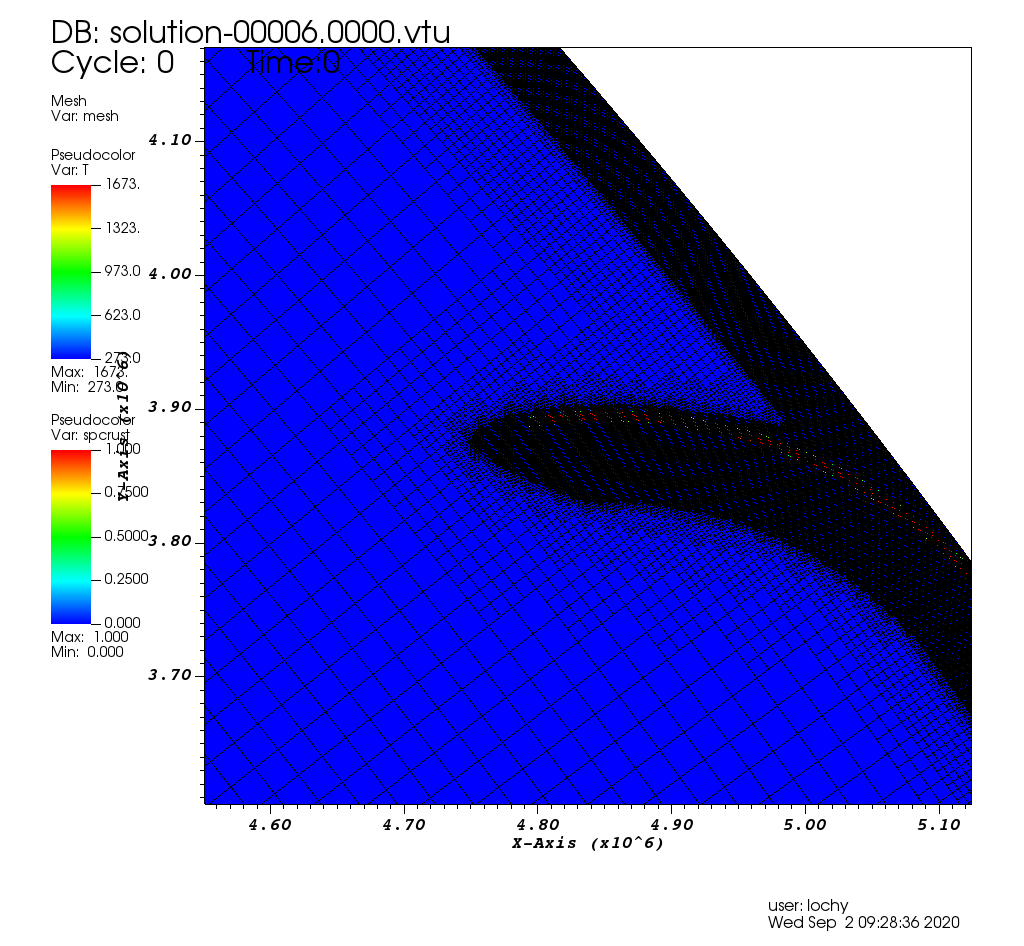 DB: solution-00006.0000.vtu
Cycle: 0 Time:0
Mesh
Var: mesh
Pseudocolor
Var: T
1673.
1323.
973.0
623.0
273.0
Max: 1673.
Min: 273.0
Pseudocolor
Var: spcrust
1.000
0.7500
0.5000
0.2500
0.000
Max: 1.000
Min: 0.000
Y-Axis (x10^6)
4.10
4.00
3.90
3.80
3.70
4.60 4.70 4.80 4.90 5.00 5.10
X-Axis (x10^6)
user: lochy
Wed Sep 2 09:28:36 2020